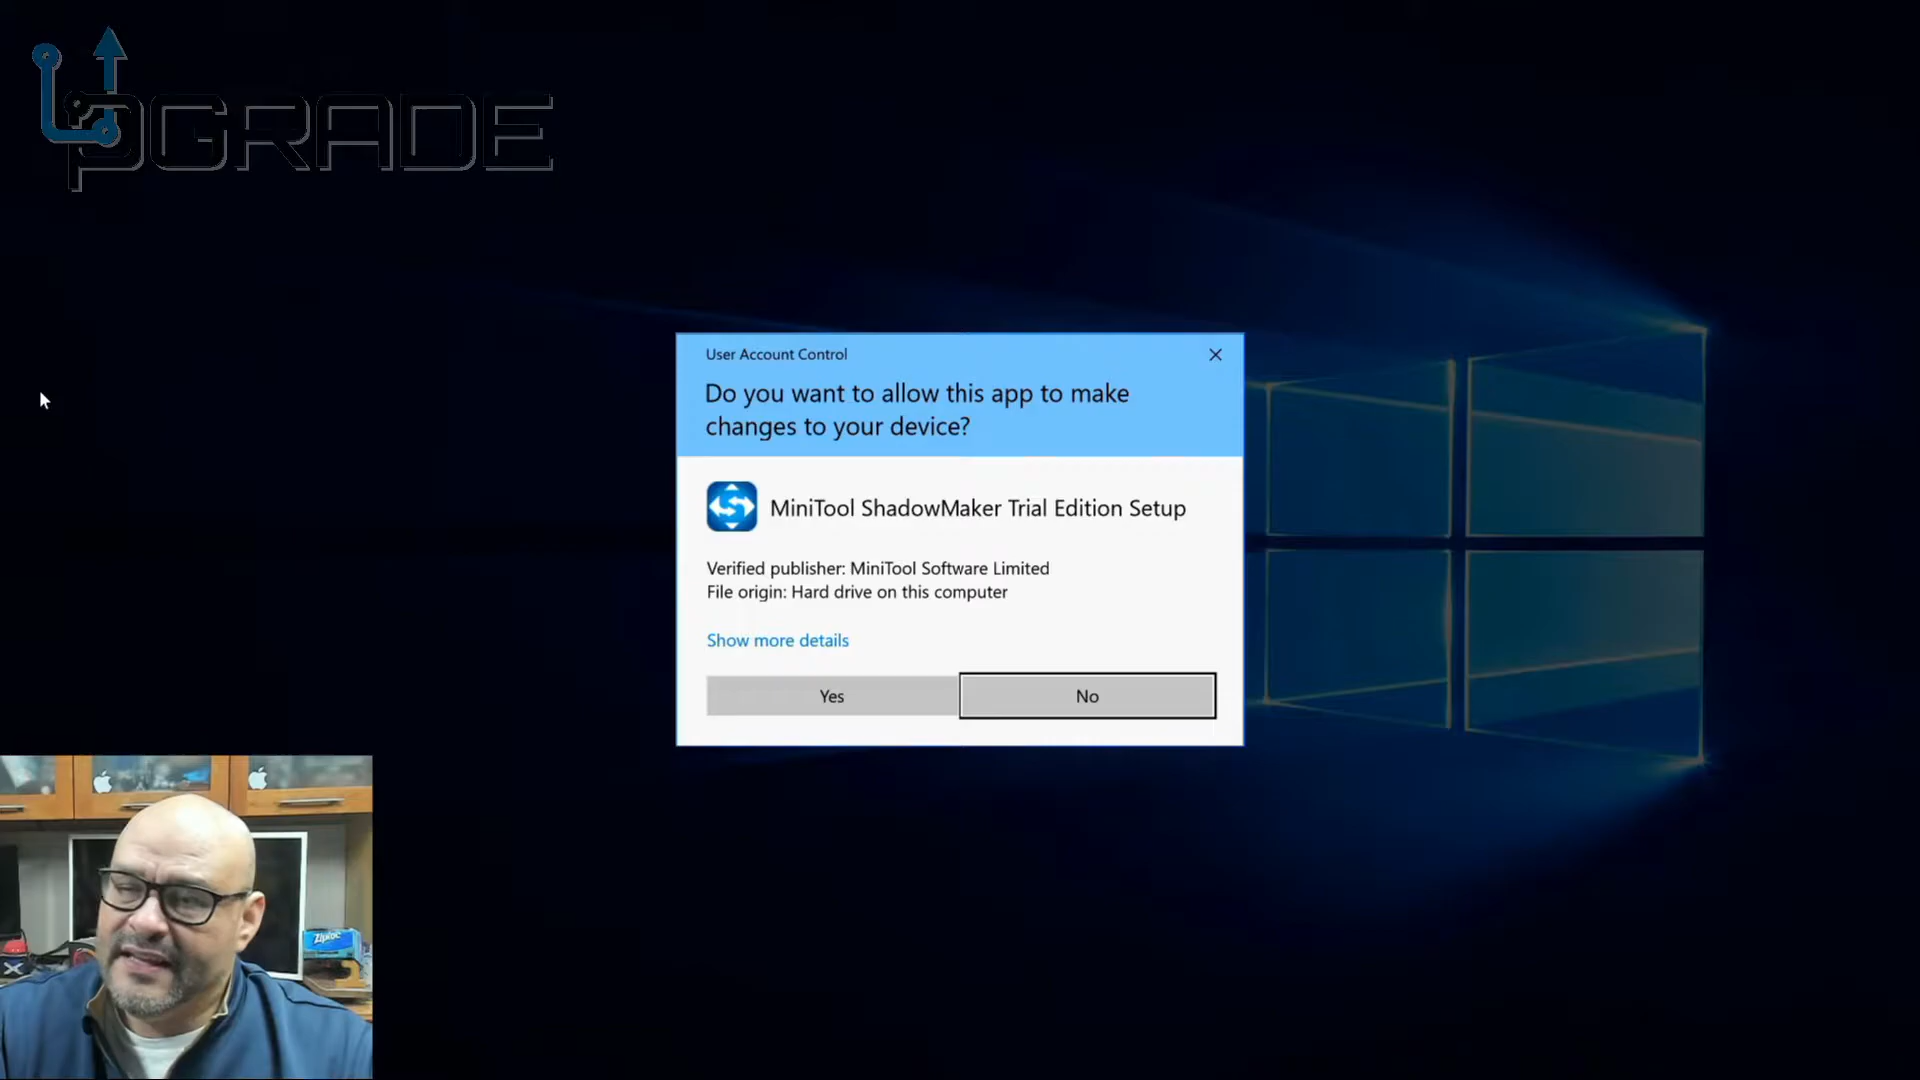 UPGRADE
User Account Control
Do you want to allow this app to make
changes to your device?
MiniTool ShadowMaker Trial Edition Setup
Verified publisher: MiniTool Software Limited
File origin: Hard drive on this computer
Show more details
Yes
No
Ziploc